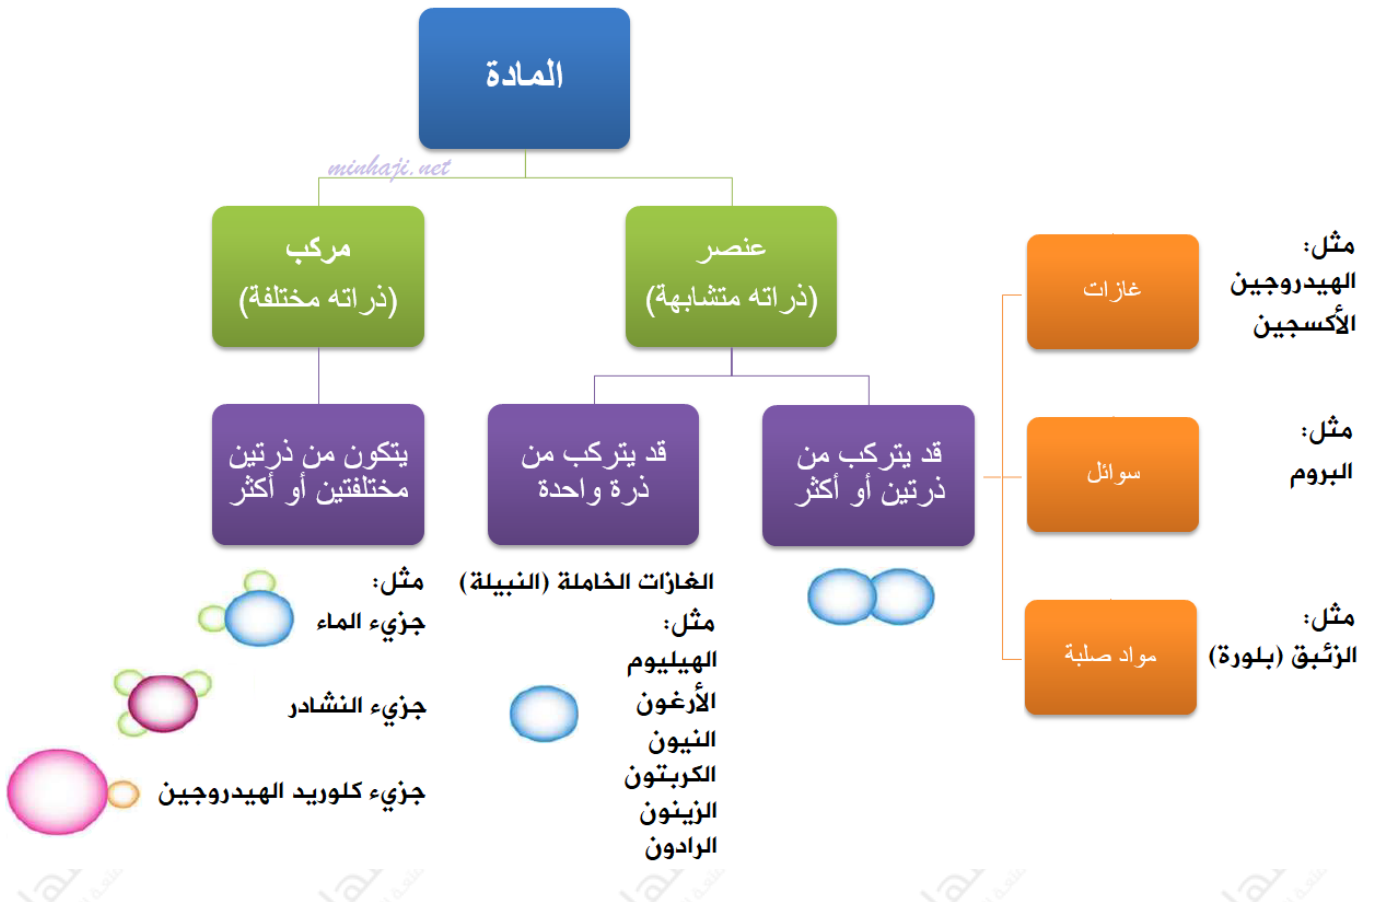 المادة
minhaji.net
عنصر
(ذراته متشابهة)
مركب
(ذراته مختلفة)
غازات
مثل:
الهيدروجين
الأكسجين
قد يتركب من
ذرتين أو أكثر
قد يتركب من
ذرة واحدة
يتكون من ذرتين
مختلفتين أو أكثر
سوائل
مثل:
البروم
مواد صلبة
مثل:
الزئبق (بلورة)
الغازات الخاملة (النبيلة)
مثل:
الهيليوم
الأرغون
النيون
الكربتون
الزينون
الرادون
مثل:
جزيء الماء
جزيء النشادر
جزيء كلوريد الهيدروجين